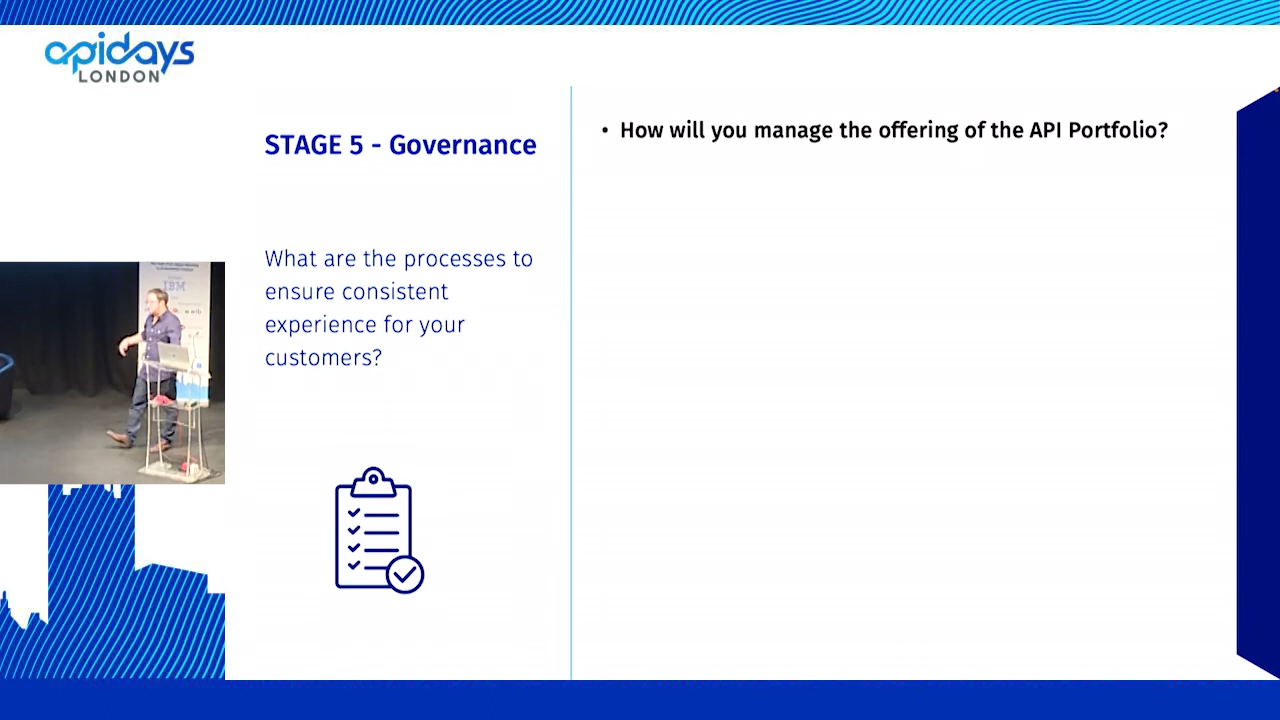 apidays
LONDON
STAGE 5 - Governance
What are the processes to
ensure consistent
experience for your
customers?
• How will you manage the offering of the API Portfolio?
IBM